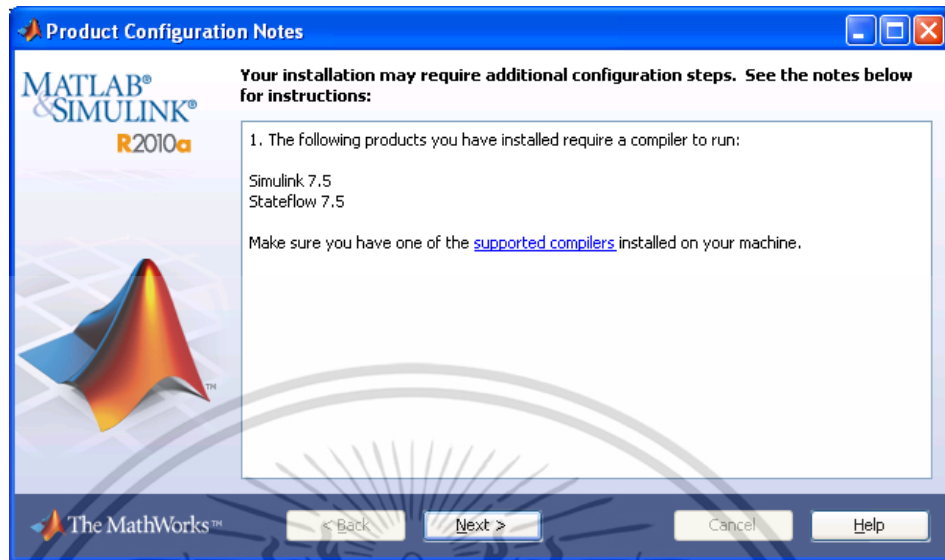 Product Configuration Notes
MATLAB®
&SIMULINK®
R2010a
Your installation may require additional configuration steps. See the notes below
for instructions:
1. The following products you have installed require a compiler to run:
Simulink 7.5
Stateflow 7.5
Make sure you have one of the supported compilers installed on your machine.
TM
The MathWorks™
< Back
Next >
Cancel
Help